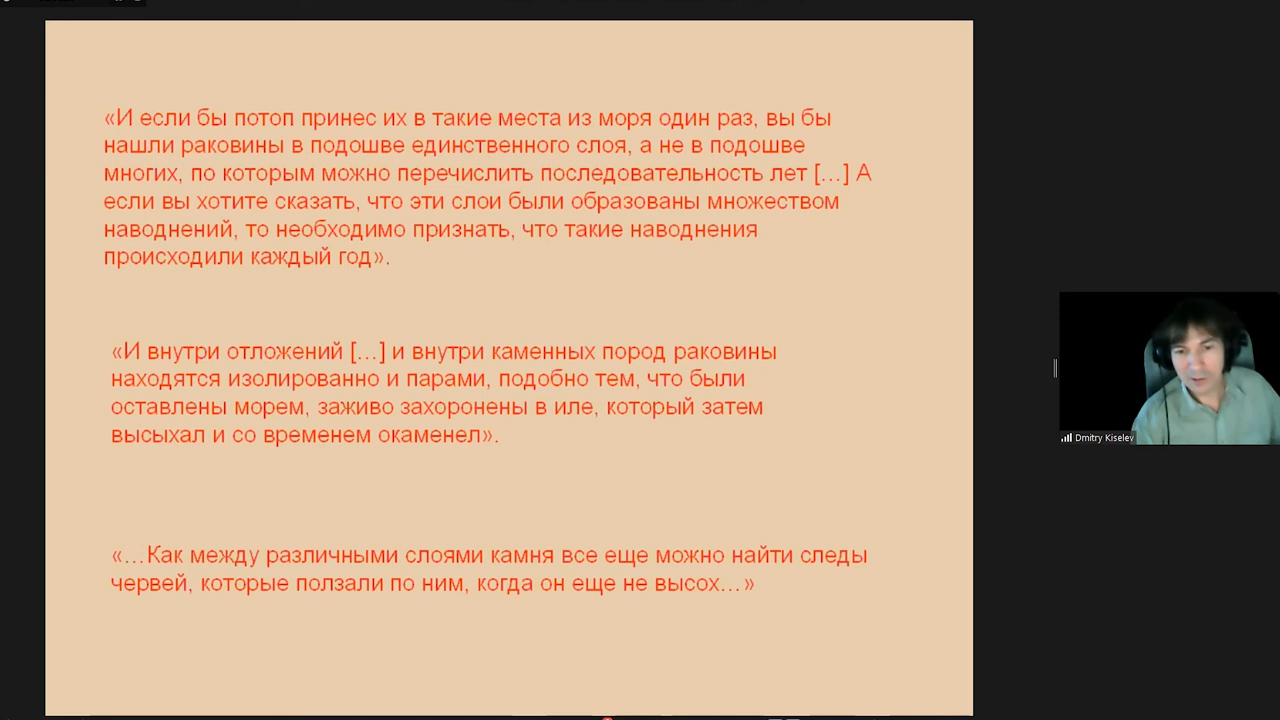 «И если бы потоп принес их в такие места из моря один раз, вы бы
нашли раковины в подошве единственного слоя, а не в подошве
многих, по которым можно перечислить последовательность лет […] А
если вы хотите сказать, что эти слои были образованы множеством
наводнений, то необходимо признать, что такие наводнения
происходили каждый год».
«И внутри отложений […] и внутри каменных пород раковины
находятся изолированно и парами, подобно тем, что были
оставлены морем, заживо захоронены в иле, который затем
высыхал и со временем окаменел».
«…Как между различными слоями камня все еще можно найти следы
червей, которые ползали по ним, когда он еще не высох…»
Dmitry Kiselev